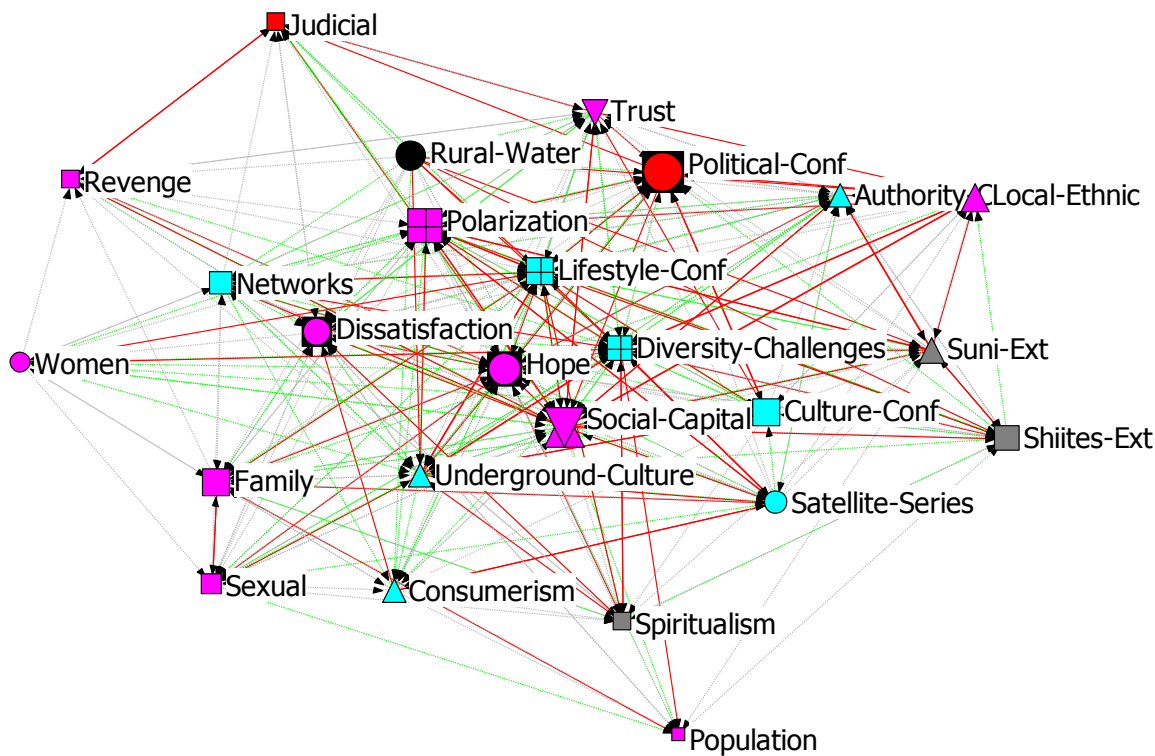 Judicial
Trust
Rural-Water
Political-Conf
Revenge
Authority_C
Local-Ethnic
Polarization
Lifestyle-Conf
Networks
Dissatisfaction
Diversity-Challenges
Suni-Ext
Women
Hope
Social-Capital
Culture-Conf
Shiites-Ext
Family
Underground-Culture
Satellite-Series
Sexual
Consumerism
Spiritualism
Population